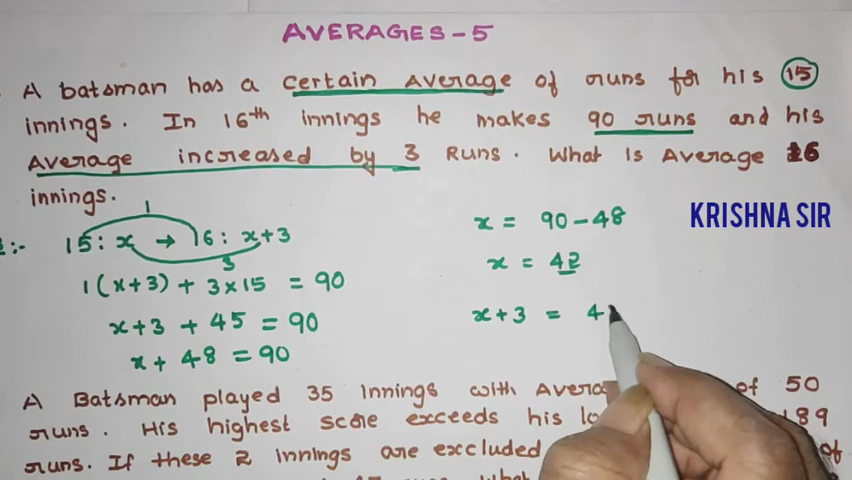 AVERAGES-5
A batsman has a certain Average of runs for his 15
innings. In 16th innings he makes 90 runs and his
Average increased by 3 Runs. What is Average 16
innings.
KRISHNA SIR
1
15 : x → 16 : x+3
3
1(x+3) + 3×15 = 90
x+3 + 45 = 90
x + 48 = 90
x = 90-48
x = 42
x+3 = 4
A Batsman played 35 Innings with of 50
runs. His highest score exceeds his 189
runs. If these 2 innings are excluded of